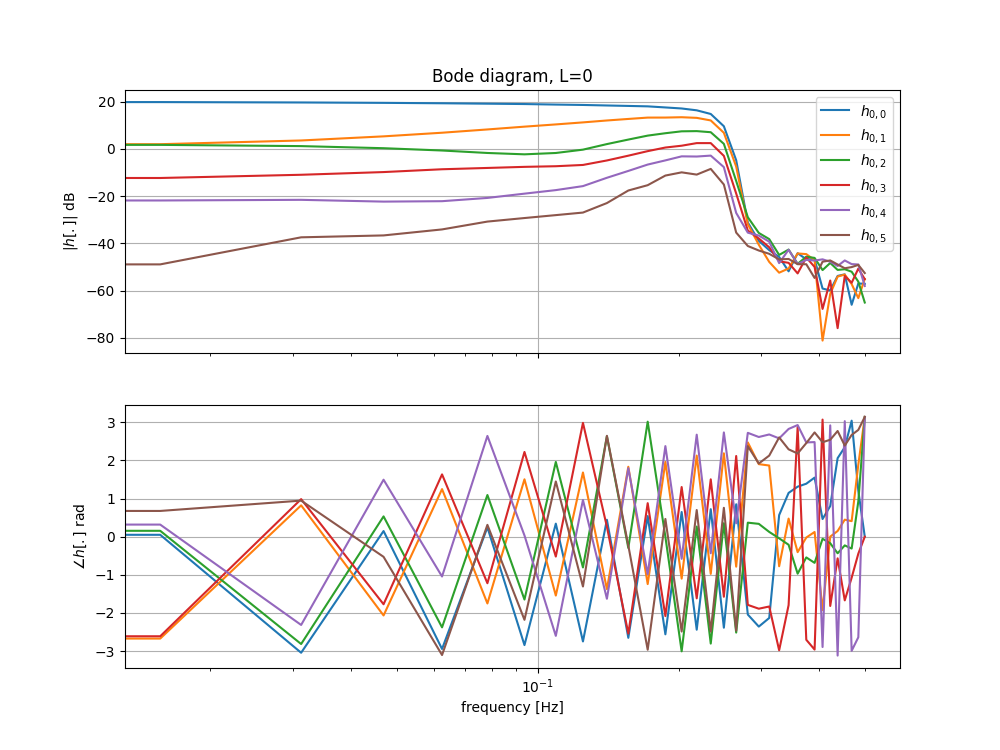 Bode diagram, L=0
20
0
−20
−40
−60
−80
|h[.]| dB
h0,0
h0,1
h0,2
h0,3
h0,4
h0,5
3
2
1
0
−1
−2
−3
∠h[.] rad
10−1
frequency [Hz]